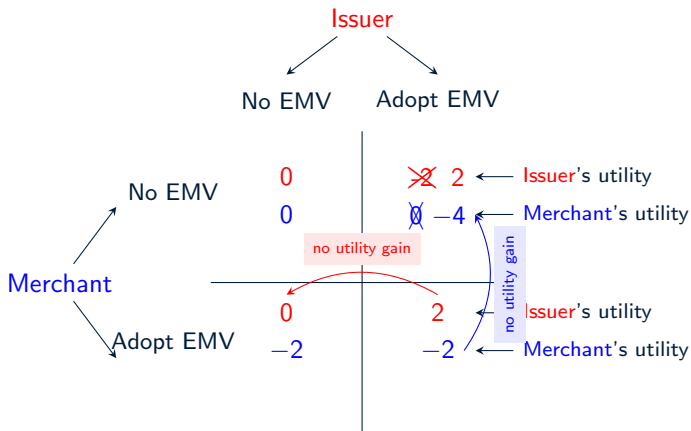 Issuer
No EMV
Adopt EMV
0
-2 2
Issuer's utility
No EMV
0
0 −4
Merchant's utility
no utility gain
no utility gain
Merchant
0
2
Issuer's utility
Adopt EMV
−2
−2
Merchant's utility